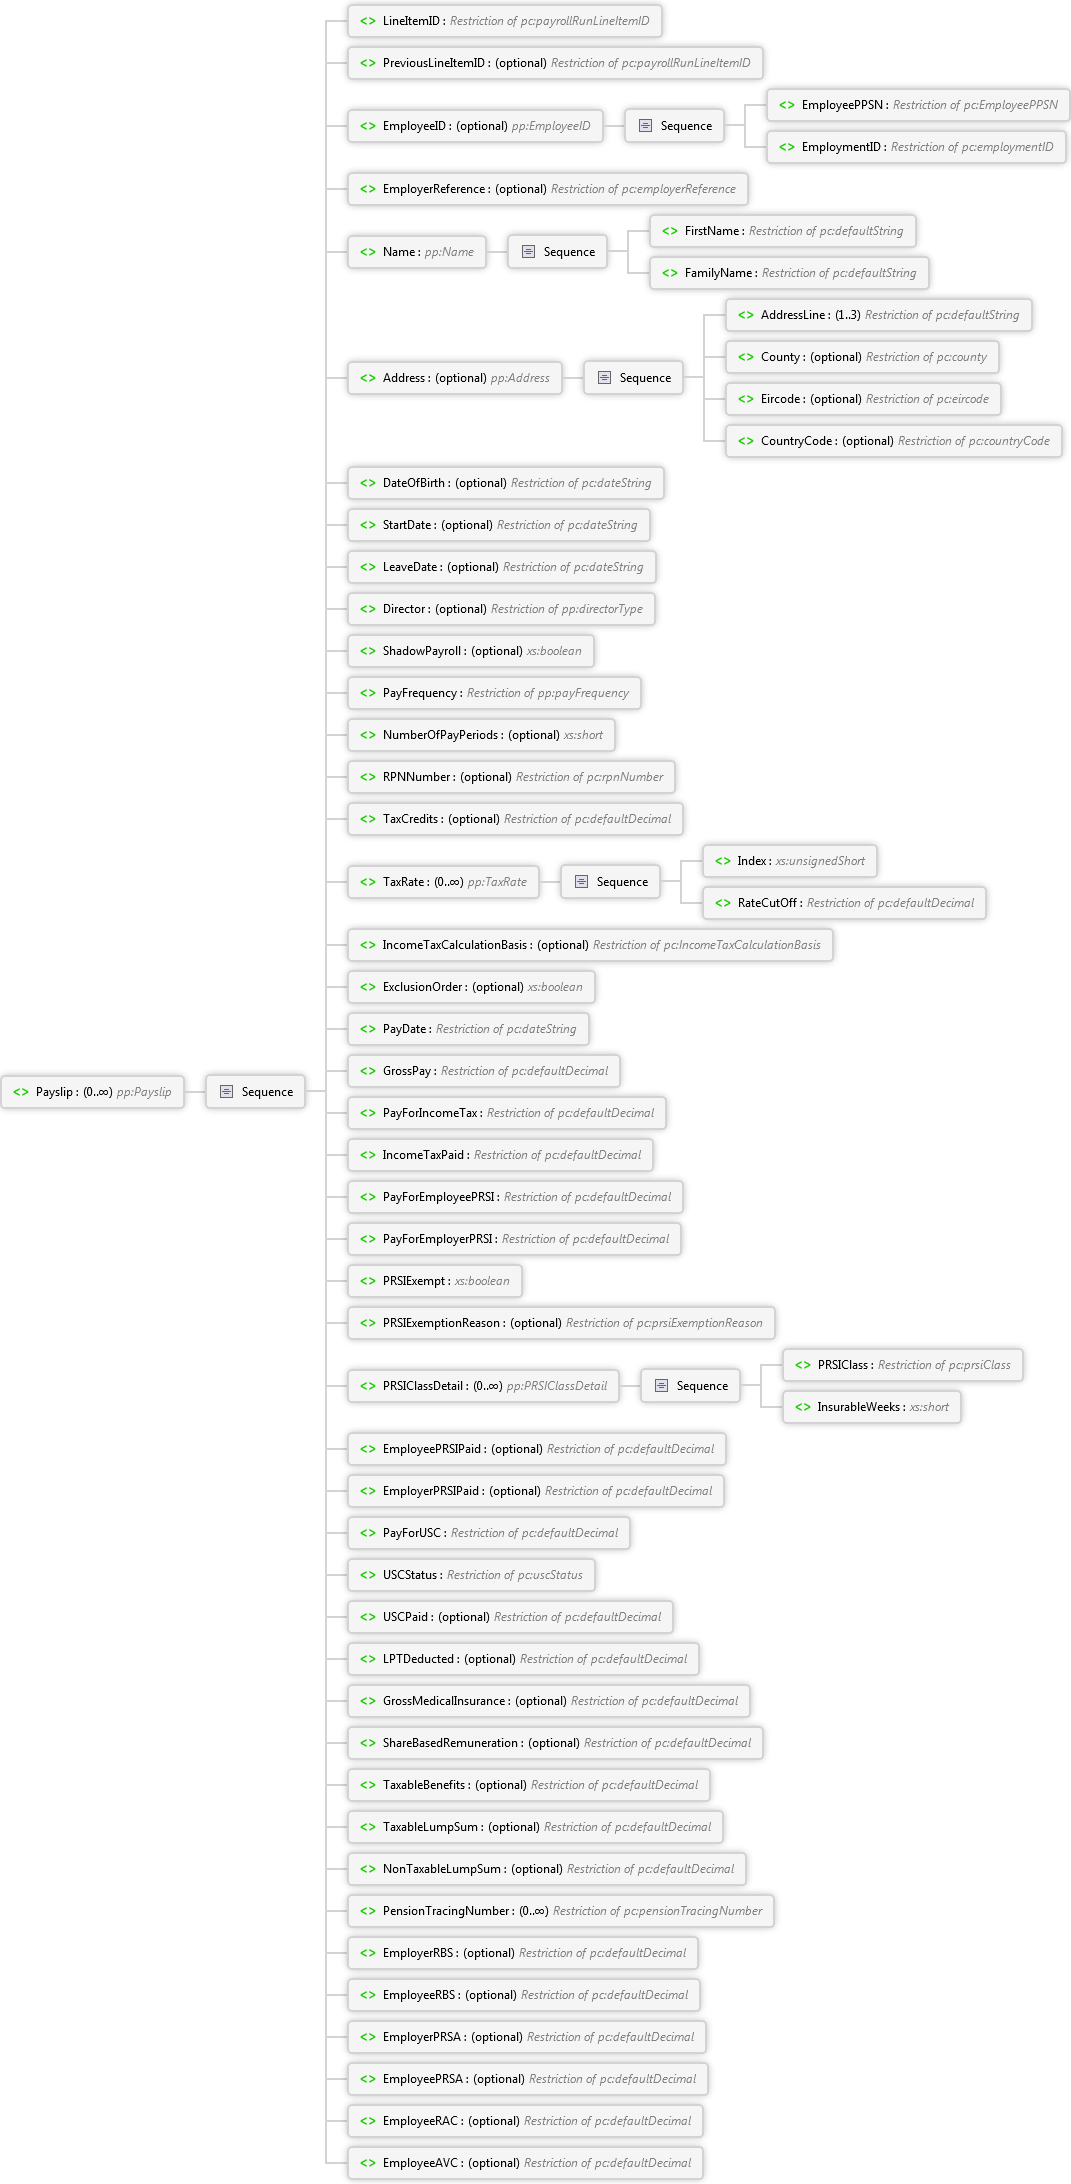 <> LineItemID : Restriction of pc:payrollRunLineItemID
<> PreviousLineItemID : (optional) Restriction of pc:payrollRunLineItemID
<> EmployeeID : (optional) pp:EmployeeID
Sequence
<> EmployeePPSN : Restriction of pc:EmployeePPSN
<> EmploymentID : Restriction of pc:employmentID
<> EmployerReference : (optional) Restriction of pc:employerReference
<> Name : pp:Name
Sequence
<> FirstName : Restriction of pc:defaultString
<> FamilyName : Restriction of pc:defaultString
<> Address : (optional) pp:Address
Sequence
<> AddressLine : (1..3) Restriction of pc:defaultString
<> County : (optional) Restriction of pc:county
<> Eircode : (optional) Restriction of pc:eircode
<> CountryCode : (optional) Restriction of pc:countryCode
<> DateOfBirth : (optional) Restriction of pc:dateString
<> StartDate : (optional) Restriction of pc:dateString
<> LeaveDate : (optional) Restriction of pc:dateString
<> Director : (optional) Restriction of pp:directorType
<> ShadowPayroll : (optional) xs:boolean
<> PayFrequency : Restriction of pp:payFrequency
<> NumberOfPayPeriods : (optional) xs:short
<> RPNNumber : (optional) Restriction of pc:rpnNumber
<> TaxCredits : (optional) Restriction of pc:defaultDecimal
<> TaxRate : (0..∞) pp:TaxRate
Sequence
<> Index : xs:unsignedShort
<> RateCutOff : Restriction of pc:defaultDecimal
<> IncomeTaxCalculationBasis : (optional) Restriction of pc:IncomeTaxCalculationBasis
<> ExclusionOrder : (optional) xs:boolean
<> PayDate : Restriction of pc:dateString
<> GrossPay : Restriction of pc:defaultDecimal
<> Payslip : (0..∞) pp:Payslip
Sequence
<> PayForIncomeTax : Restriction of pc:defaultDecimal
<> IncomeTaxPaid : Restriction of pc:defaultDecimal
<> PayForEmployeePRSI : Restriction of pc:defaultDecimal
<> PayForEmployerPRSI : Restriction of pc:defaultDecimal
<> PRSIExempt : xs:boolean
<> PRSIExemptionReason : (optional) Restriction of pc:prsiExemptionReason
<> PRSIClassDetail : (0..∞) pp:PRSIClassDetail
Sequence
<> PRSIClass : Restriction of pc:prsiClass
<> InsurableWeeks : xs:short
<> EmployeePRSIPaid : (optional) Restriction of pc:defaultDecimal
<> EmployerPRSIPaid : (optional) Restriction of pc:defaultDecimal
<> PayForUSC : Restriction of pc:defaultDecimal
<> USCStatus : Restriction of pc:uscStatus
<> USCPaid : (optional) Restriction of pc:defaultDecimal
<> LPTDeducted : (optional) Restriction of pc:defaultDecimal
<> GrossMedicalInsurance : (optional) Restriction of pc:defaultDecimal
<> ShareBasedRemuneration : (optional) Restriction of pc:defaultDecimal
<> TaxableBenefits : (optional) Restriction of pc:defaultDecimal
<> TaxableLumpSum : (optional) Restriction of pc:defaultDecimal
<> NonTaxableLumpSum : (optional) Restriction of pc:defaultDecimal
<> PensionTracingNumber : (0..∞) Restriction of pc:pensionTracingNumber
<> EmployerRBS : (optional) Restriction of pc:defaultDecimal
<> EmployeeRBS : (optional) Restriction of pc:defaultDecimal
<> EmployerPRSA : (optional) Restriction of pc:defaultDecimal
<> EmployeePRSA : (optional) Restriction of pc:defaultDecimal
<> EmployeeRAC : (optional) Restriction of pc:defaultDecimal
<> EmployeeAVC : (optional) Restriction of pc:defaultDecimal